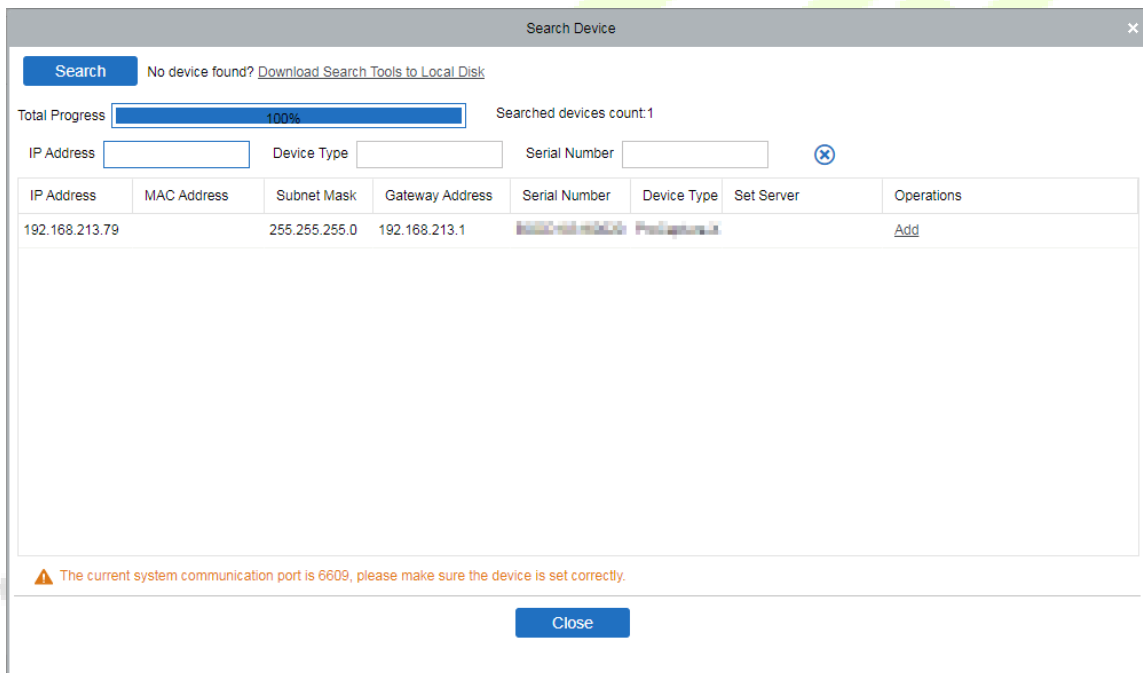 Search Device
Search No device found? Download Search Tools to Local Disk
Total Progress 100% Searched devices count:1
IP Address Device Type Serial Number
IP Address MAC Address Subnet Mask Gateway Address Serial Number Device Type Set Server Operations
192.168.213.79 255.255.255.0 192.168.213.1 Add
The current system communication port is 6609, please make sure the device is set correctly.
Close